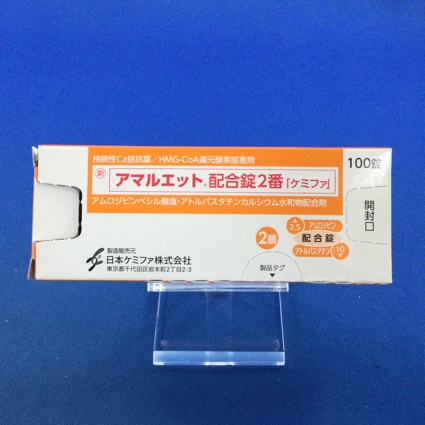 持続性Ca拮抗薬／HMG-CoA還元酵素阻害剤
劇 アマルエット®配合錠2番「ケミファ」
アムロジピンベシル酸塩・アトルバスタチンカルシウム水和物配合剤
100錠
開封口
2番
2.5 アムロジピン
配合錠
アトルバスタチン 10
製品タグ
製造販売元
日本ケミファ株式会社
東京都千代田区岩本町2丁目2-3